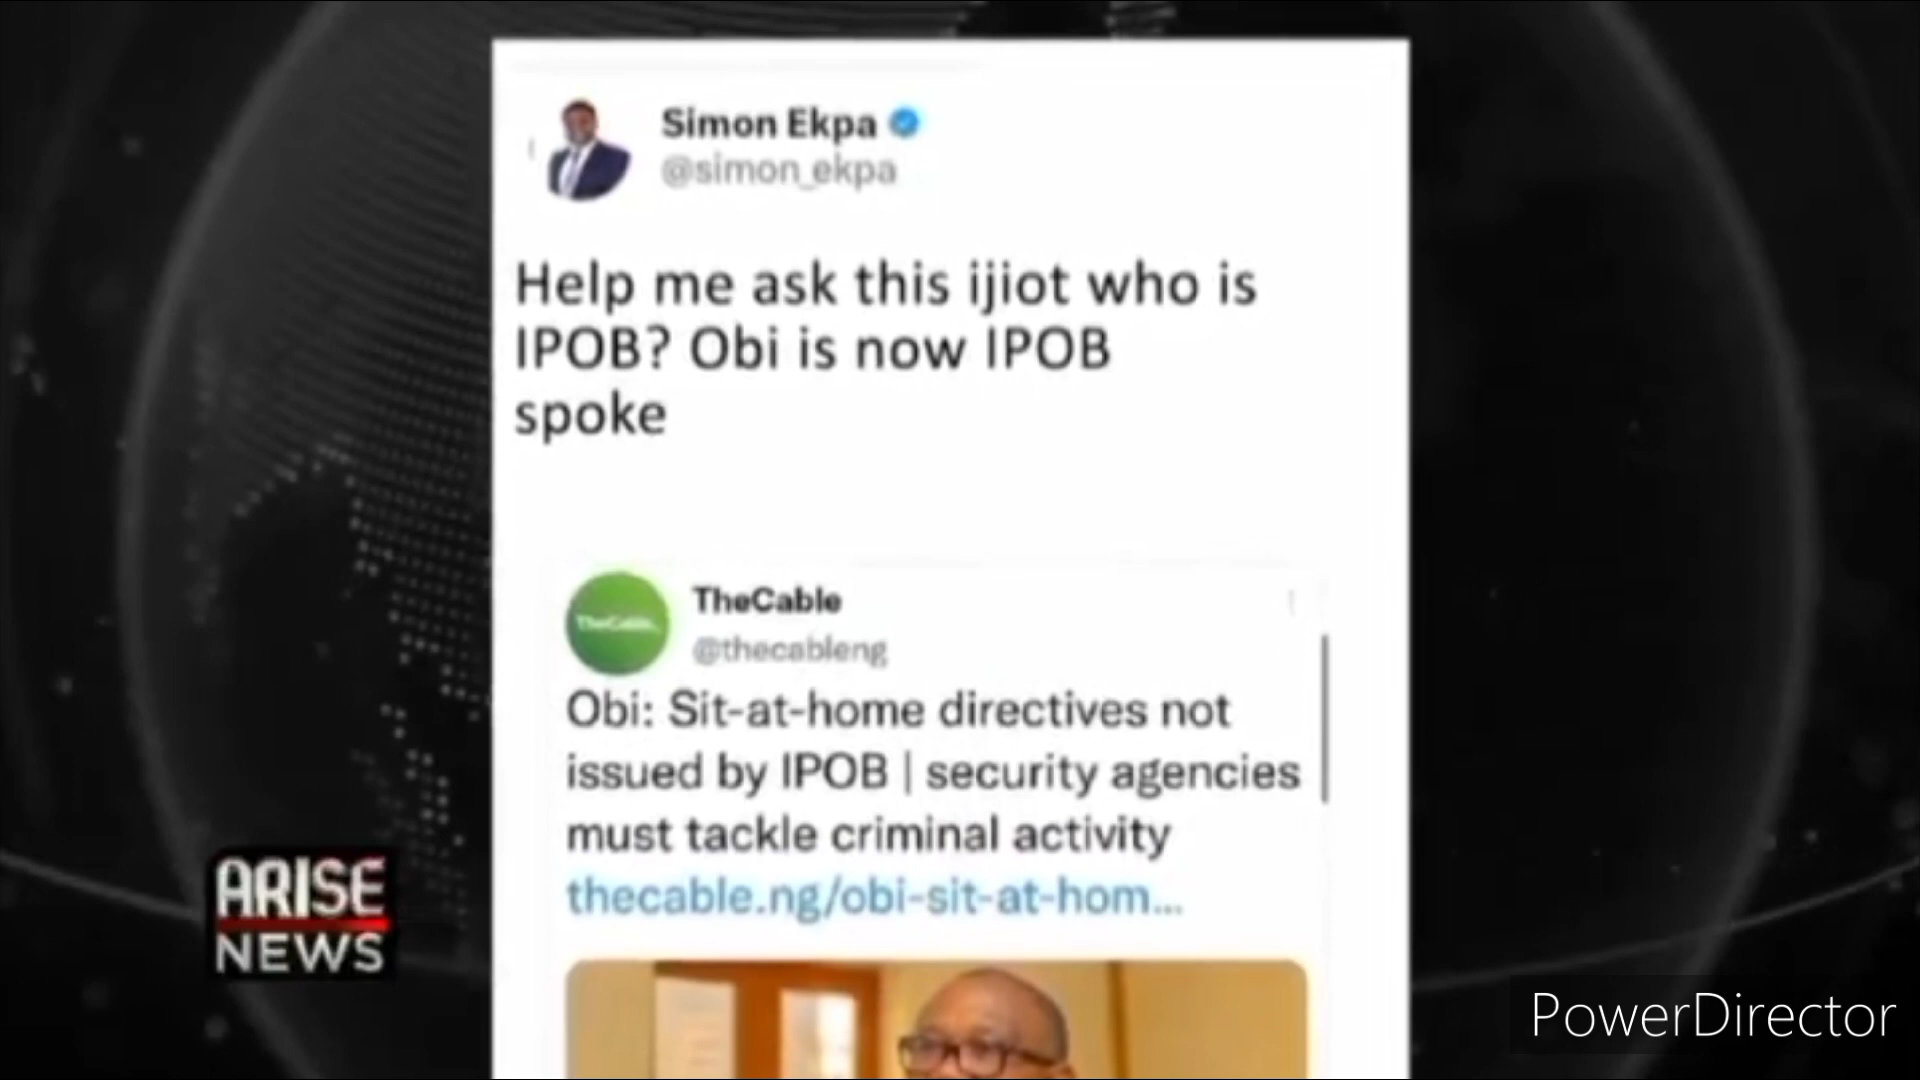 Simon Ekpa
@simon_ekpa
Help me ask this ijiot who is
IPOB? Obi is now IPOB
spoke
TheCable
TheCable
@thecableng
Obi: Sit-at-home directives not
issued by IPOB | security agencies
must tackle criminal activity
thecable.ng/obi-sit-at-hom...
ARISE
NEWS
PowerDirector